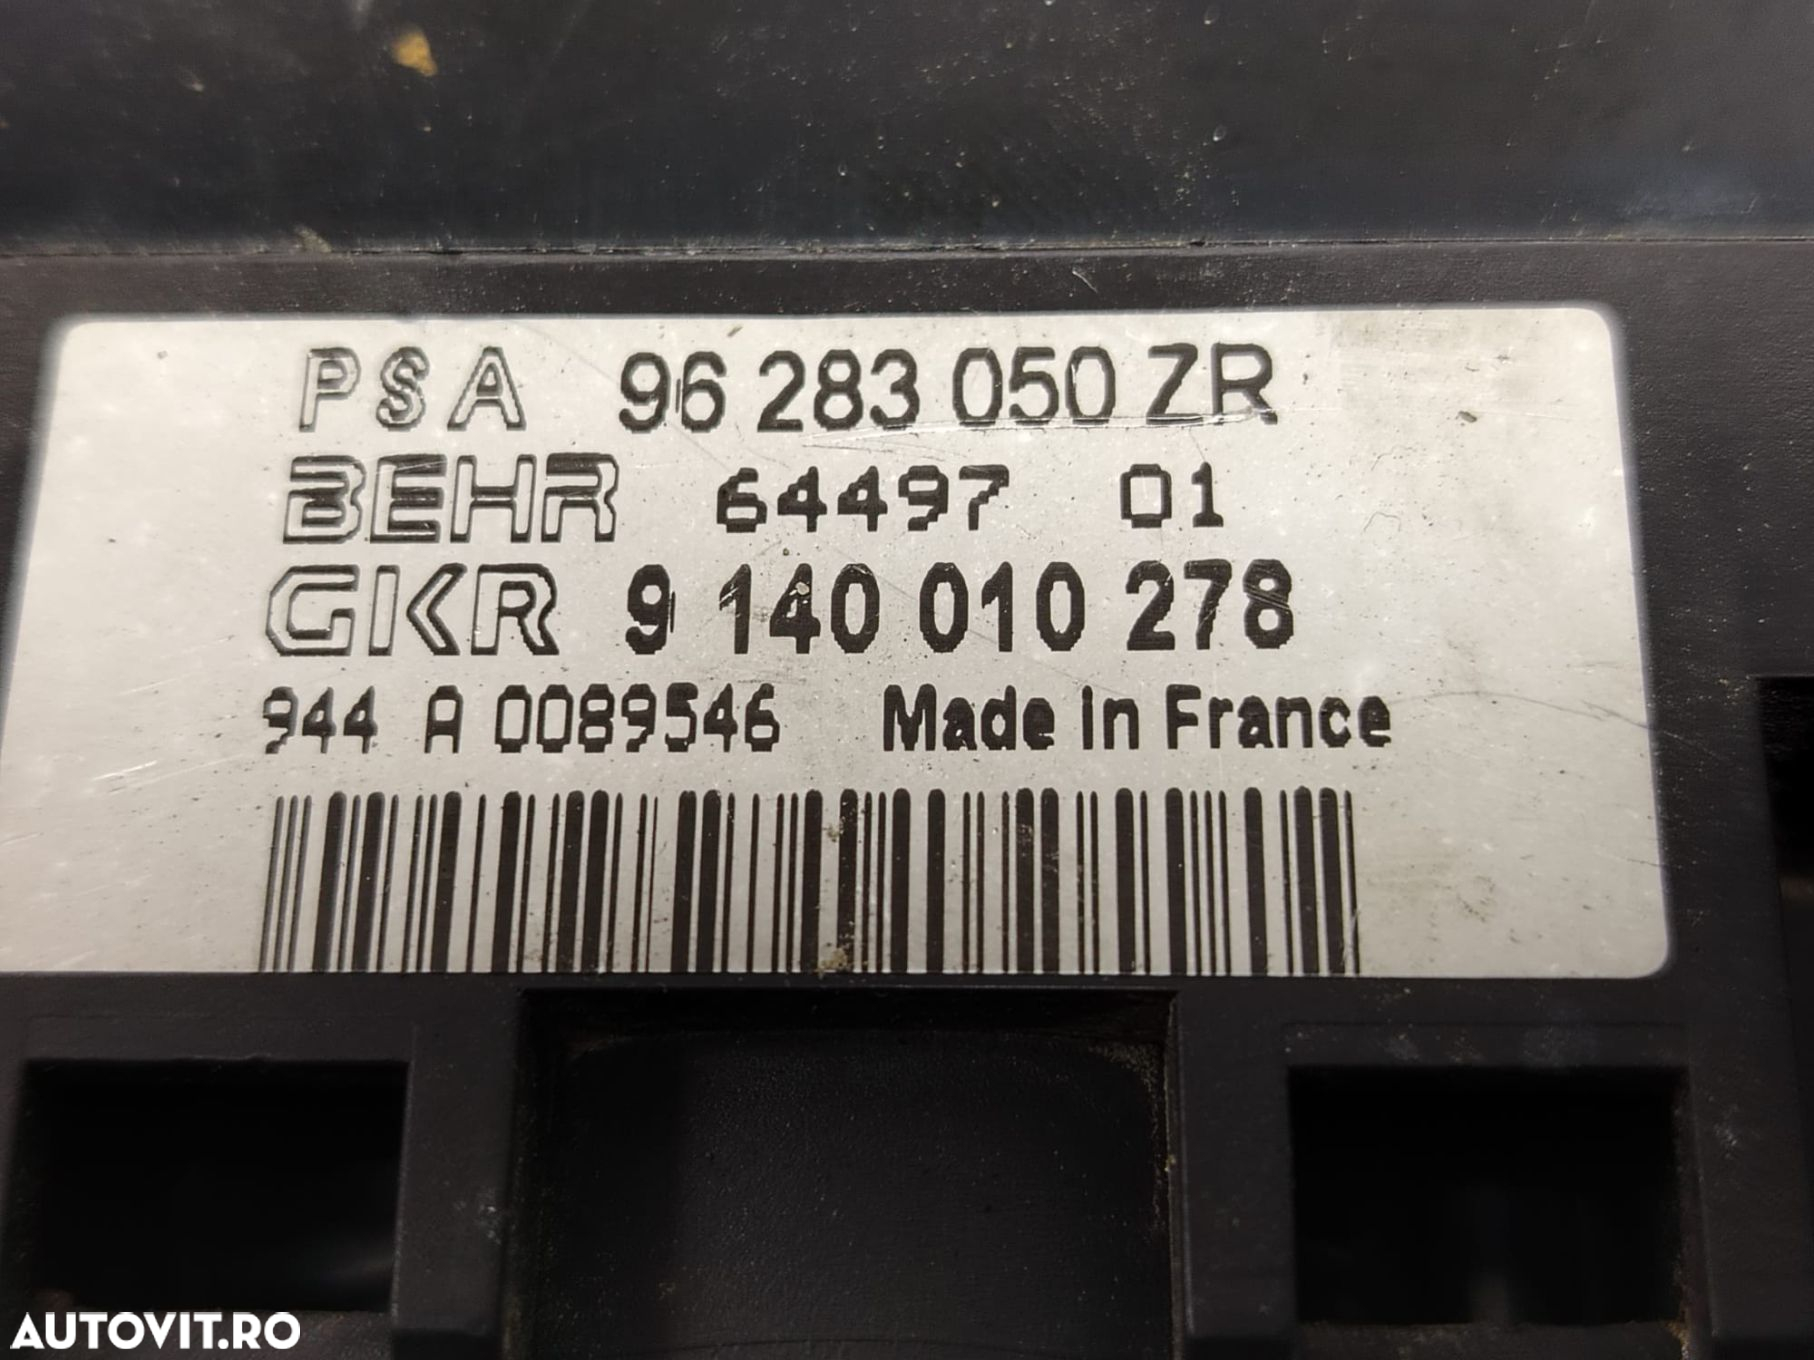 PSA 96 283 050 ZR
BEHR 64497 01
GKR 9 140 010 278
944 A 0089546 Made in France
AUTOVIT.RO